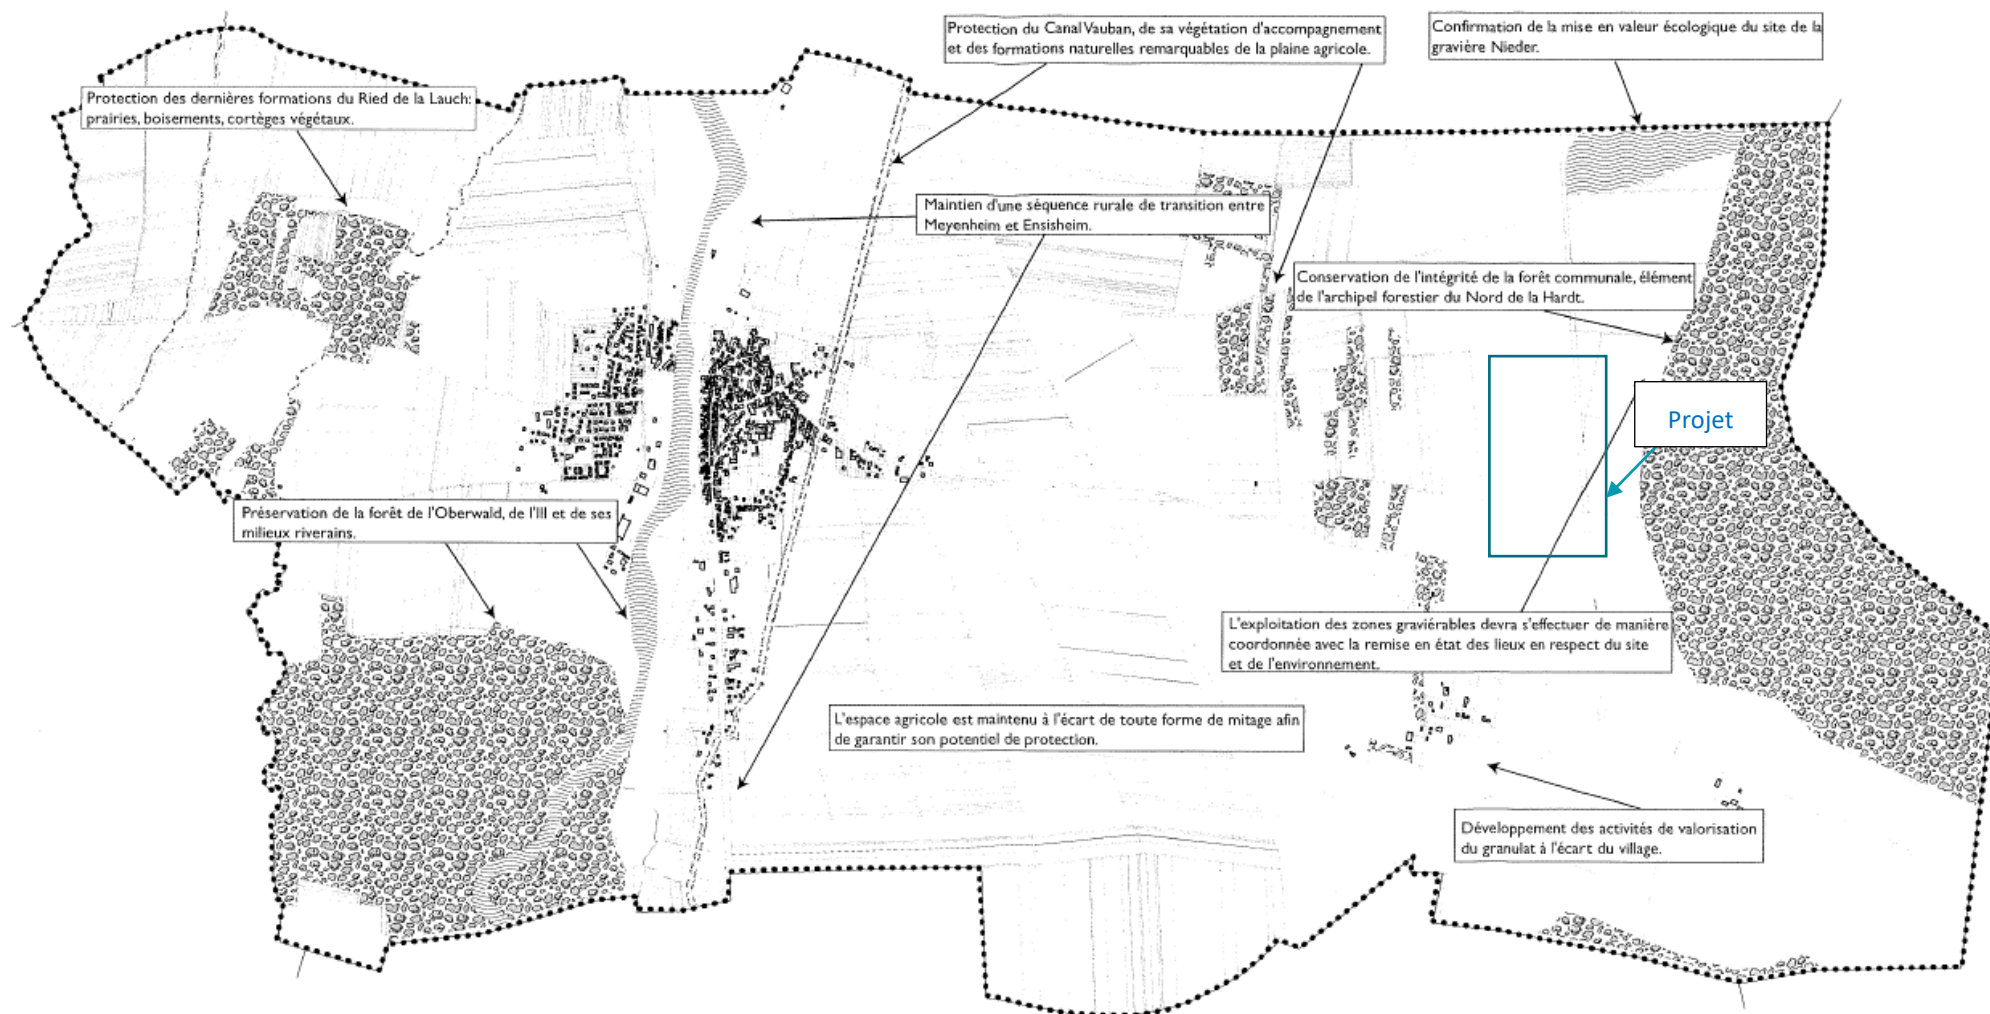 Protection du Canal Vauban, de sa végétation d'accompagnement
et des formations naturelles remarquables de la plaine agricole.
Confirmation de la mise en valeur écologique du site de la
gravière Nieder.
Protection des dernières formations du Ried de la Lauch:
prairies, boisements, cortèges végétaux.
Maintien d'une séquence rurale de transition entre
Meyenheim et Ensisheim.
Conservation de l'intégrité de la forêt communale, élément
de l'archipel forestier du Nord de la Hardt.
Projet
Préservation de la forêt de l'Oberwald, de l'Ill et de ses
milieux riverains.
L'exploitation des zones graviérables devra s'effectuer de manière
coordonnée avec la remise en état des lieux en respect du site
et de l'environnement.
L'espace agricole est maintenu à l'écart de toute forme de mitage afin
de garantir son potentiel de protection.
Développement des activités de valorisation
du granulat à l'écart du village.